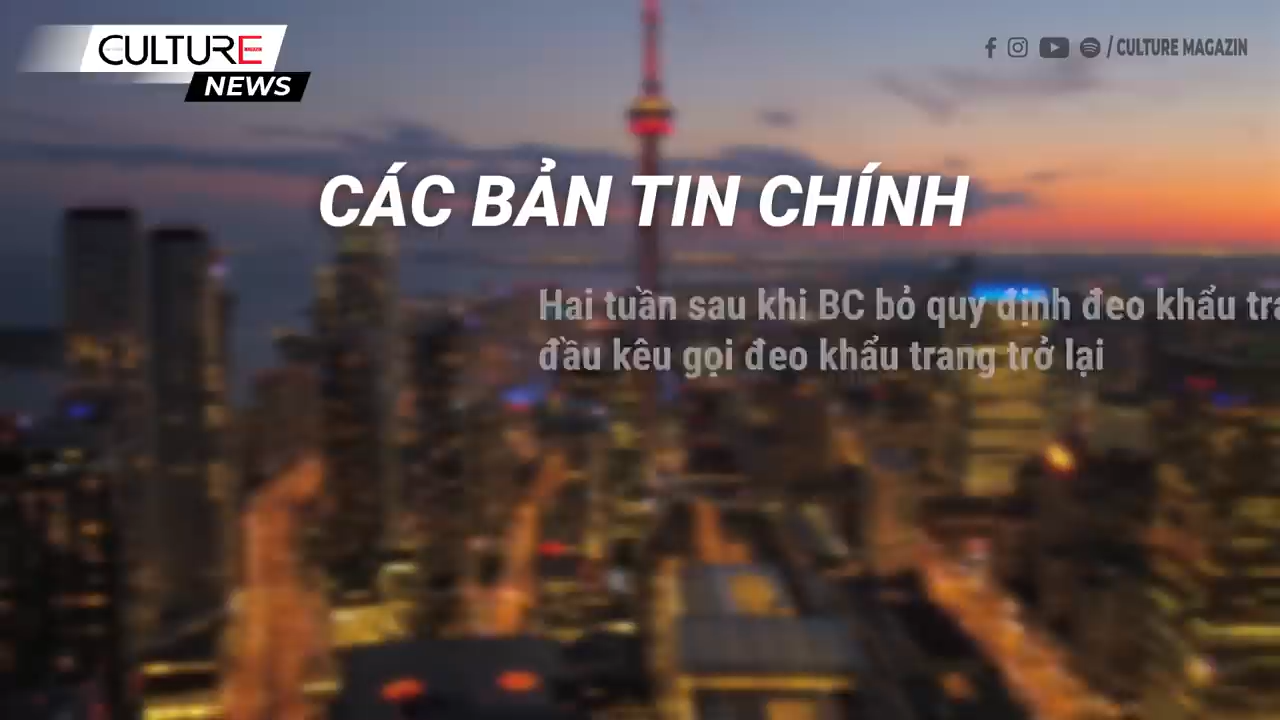 CULTURE
NEWS
/ CULTURE MAGAZIN
CÁC BẢN TIN CHÍNH
Hai tuần sau khi BC bỏ quy định đeo khẩu
đầu kêu gọi đeo khẩu trang trở lại